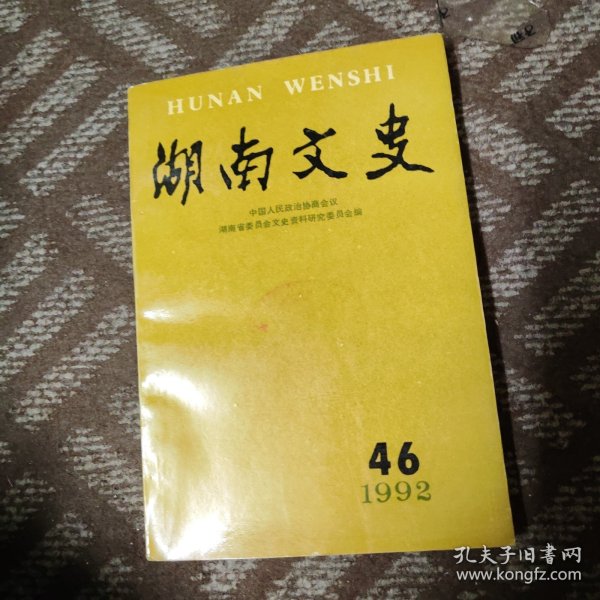 HUNAN WENSHI
湖南文史
中国人民政治协商会议
湖南省委员会文史资料研究委员会编
46
1992
孔夫子旧書网
www.kongfz.com